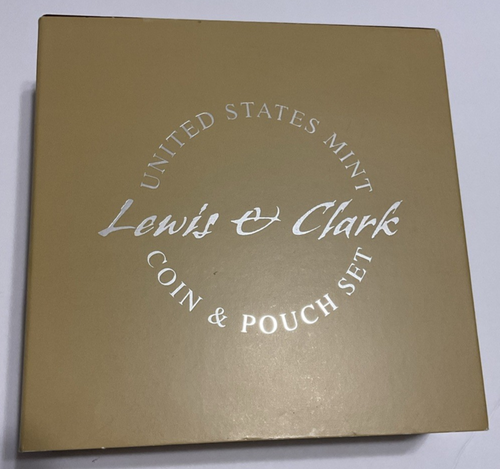 UNITED STATES MINT
Lewis & Clark
COIN & POUCH SET